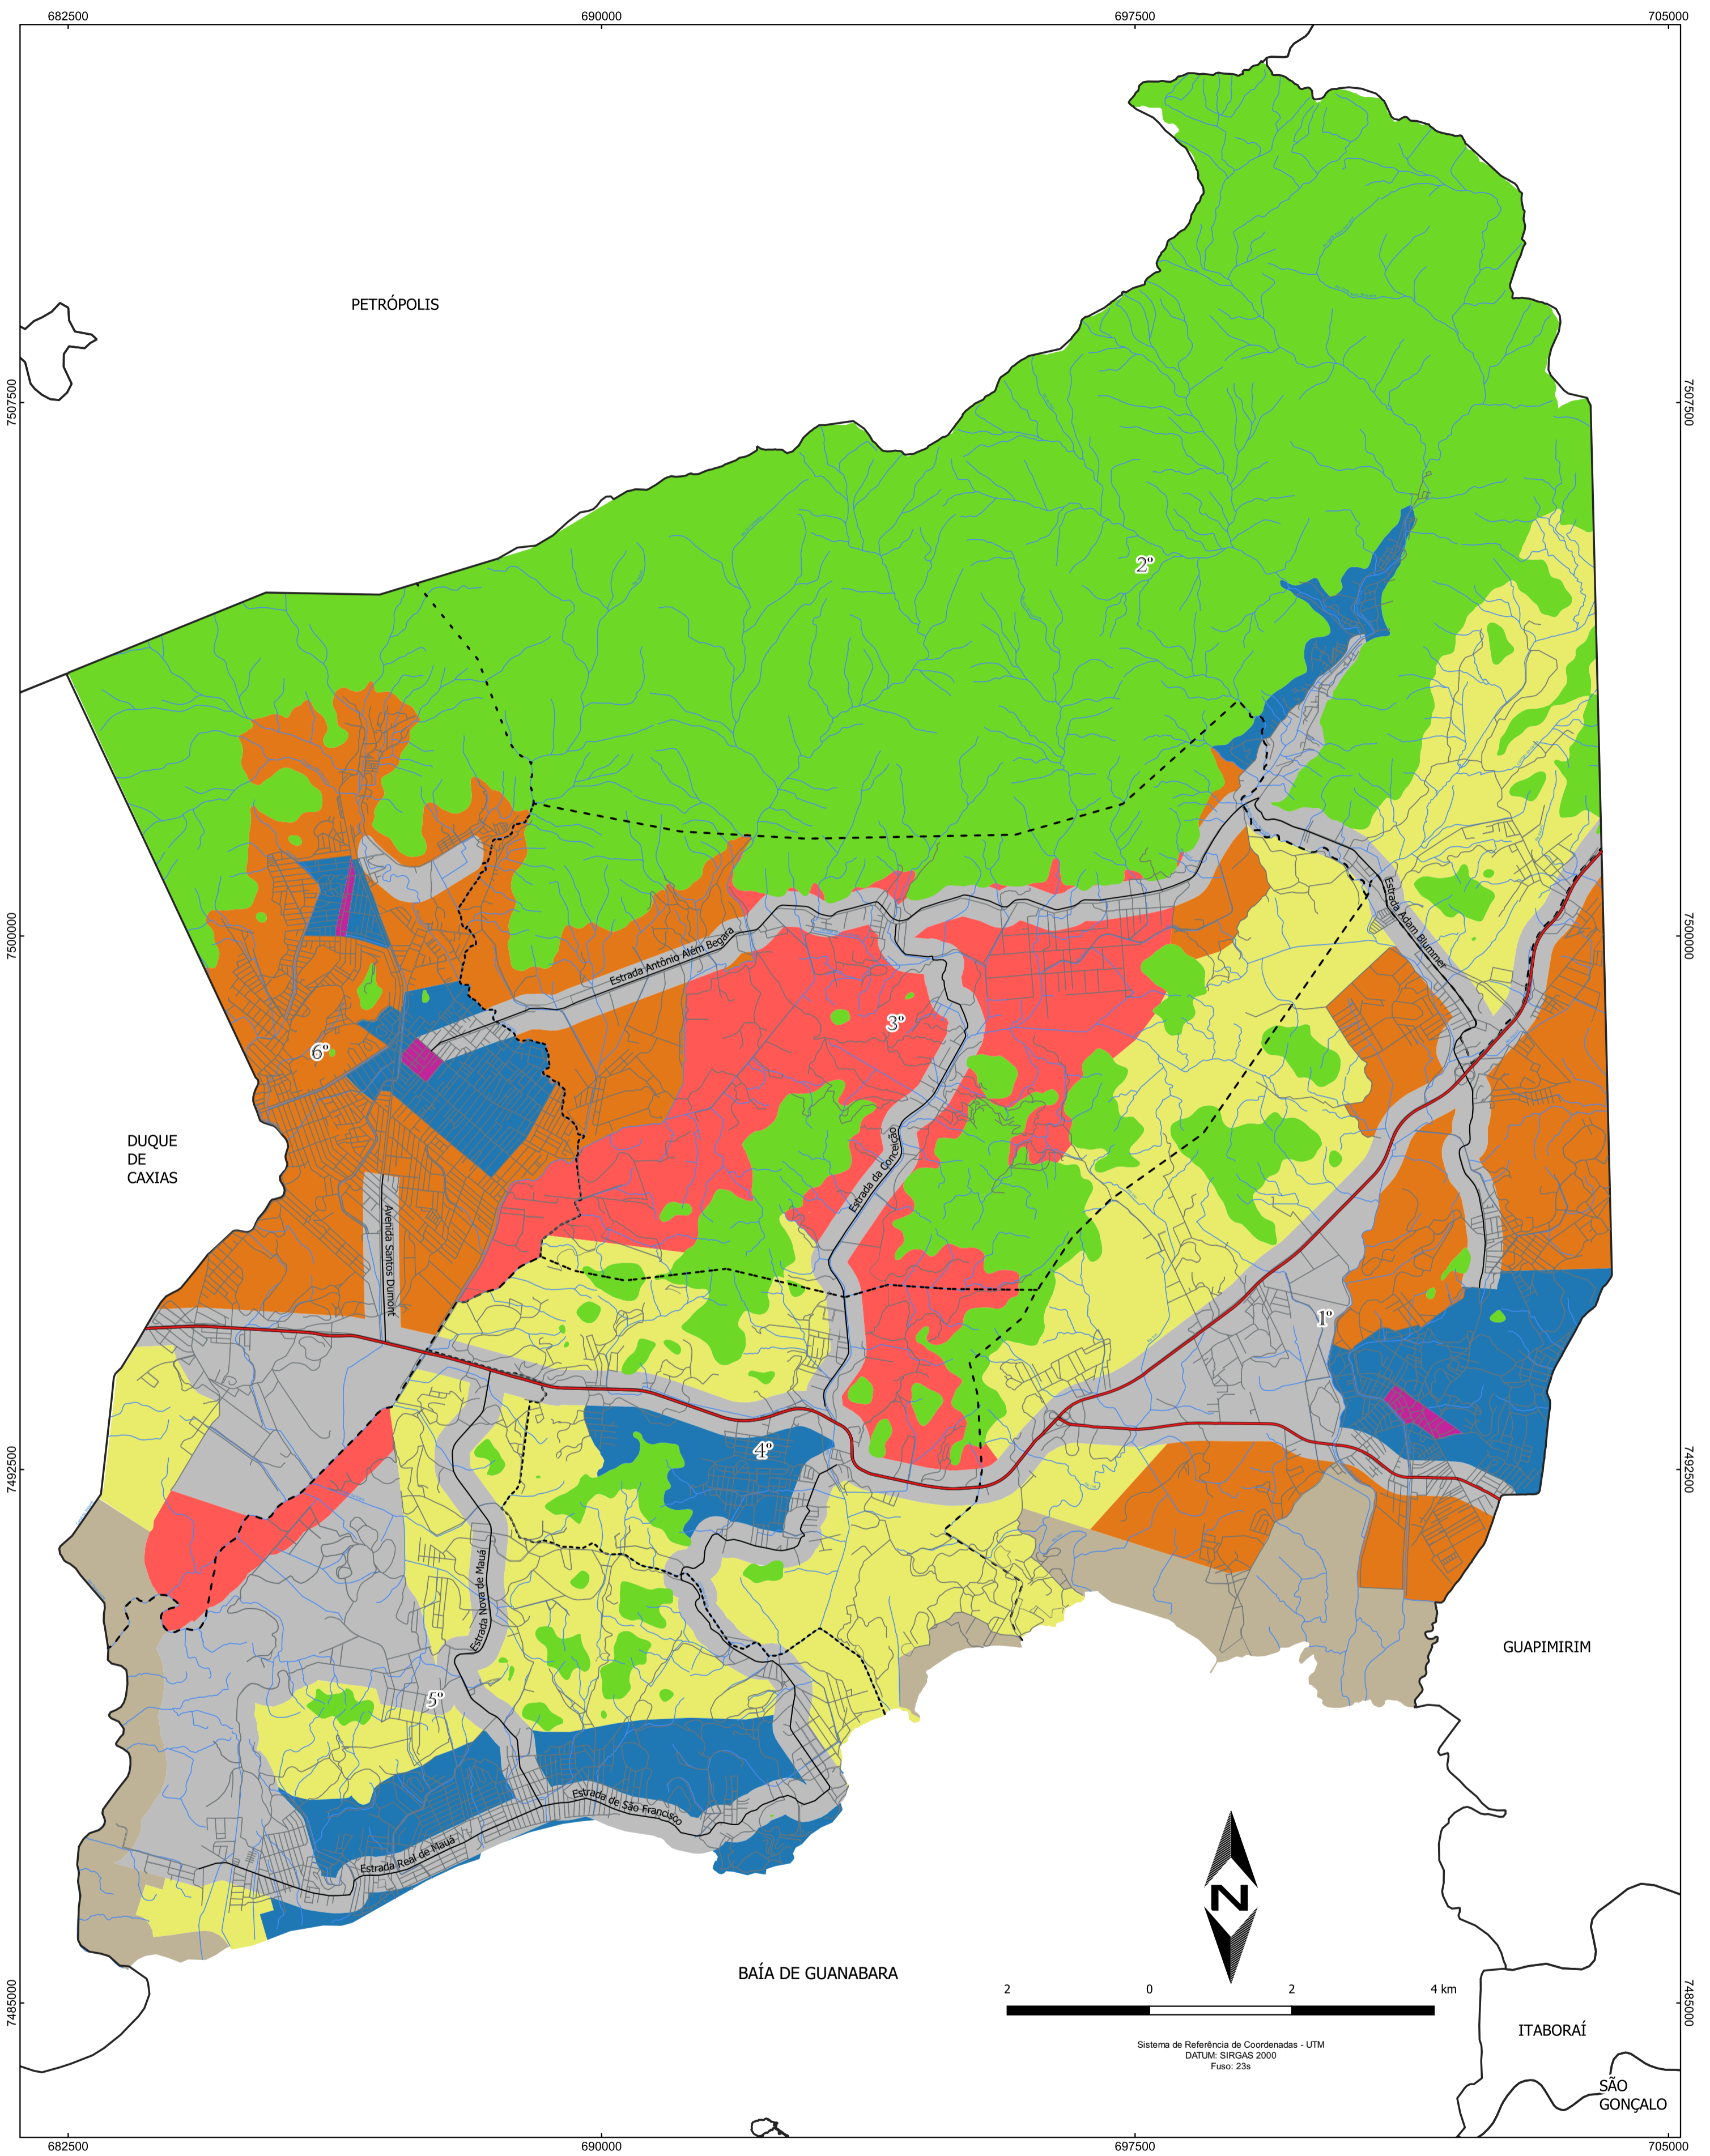 682500
690000
697500
705000
PETRÓPOLIS
7507500
7507500
2º
7500000
7500000
Estrada Adam Blummer
Estrada Antônio Além Begara
3º
6º
DUQUE
DE
CAXIAS
Estrada da Conceição
Avenida Santos Dumont
1º
4º
7492500
7492500
Estrada Nova de Mauá
GUAPIMIRIM
5º
Estrada de São Francisco
Estrada Real de Mauá
N
BAÍA DE GUANABARA
2
0
2
4 km
7485000
7485000
Sistema de Referência de Coordenadas - UTM
DATUM: SIRGAS 2000
Fuso: 23s
ITABORAÍ
SÃO
GONÇALO
682500
690000
697500
705000